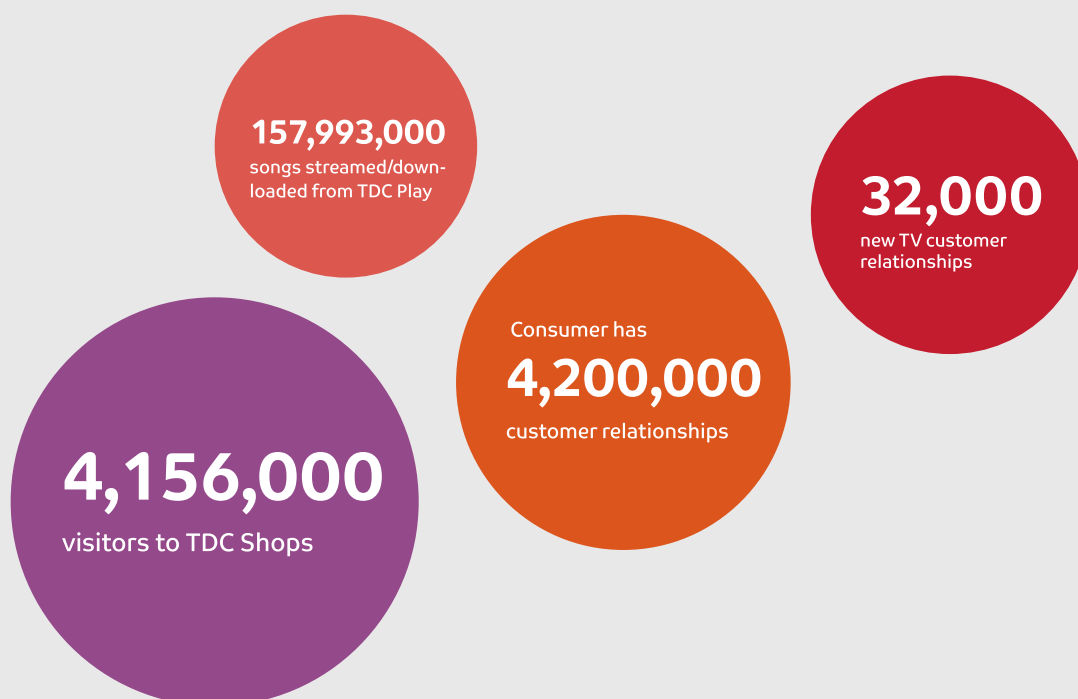 157,993,000
songs streamed/down-
loaded from TDC Play
32,000
new TV customer
relationships
Consumer has
4,200,000
customer relationships
4,156,000
visitors to TDC Shops